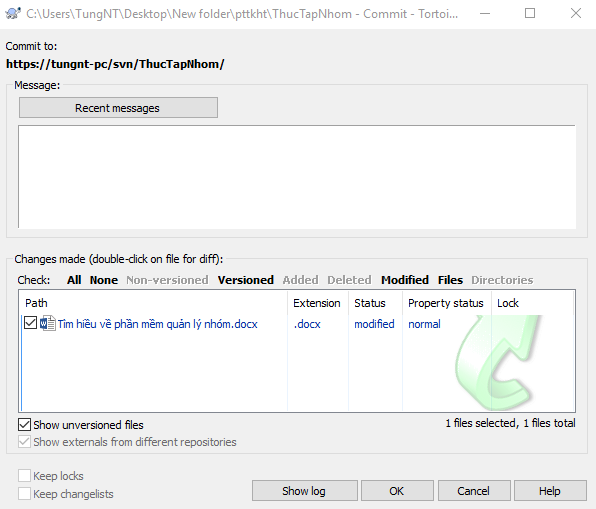 C:\Users\TungNT\Desktop\New folder\pttkht\ThucTapNhom - Commit - Tortoi...
Commit to:
https://tungnt-pc/svn/ThucTapNhom/
Message:
Recent messages
Changes made (double-click on file for diff):
Check: All None Non-versioned Versioned Added Deleted Modified Files Directories
Path Extension Status Property status Lock
Tìm hiểu về phần mềm quản lý nhóm.docx .docx modified normal
Show unversioned files 1 files selected, 1 files total
Show externals from different repositories
Keep locks
Keep changelists
Show log OK Cancel Help